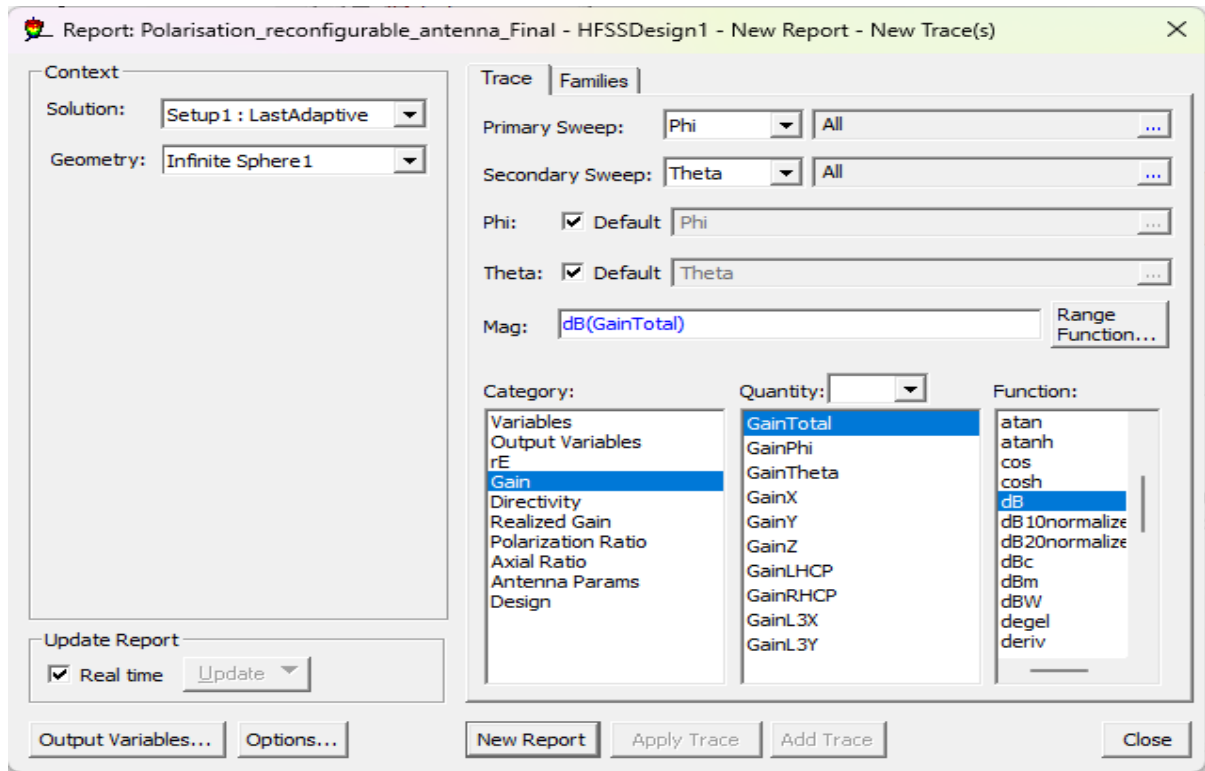 Report: Polarisation_reconfigurable_antenna_Final - HFSSDesign1 - New Report - New Trace(s)
Context
Solution: Setup1 : LastAdaptive
Geometry: Infinite Sphere1
Update Report
Real time Update
Output Variables... Options...
Trace Families
Primary Sweep: Phi All ...
Secondary Sweep: Theta All ...
Phi: Default Phi ...
Theta: Default Theta ...
Mag: dB(GainTotal) Range
Function...
Category:
Variables
Output Variables
rE
Gain
Directivity
Realized Gain
Polarization Ratio
Axial Ratio
Antenna Params
Design
Quantity:
GainTotal
GainPhi
GainTheta
GainX
GainY
GainZ
GainLHCP
GainRHCP
GainL3X
GainL3Y
Function:
atan
atanh
cos
cosh
dB
dB10normalize
dB20normalize
dBc
dBm
dBW
degel
deriv
New Report Apply Trace Add Trace Close